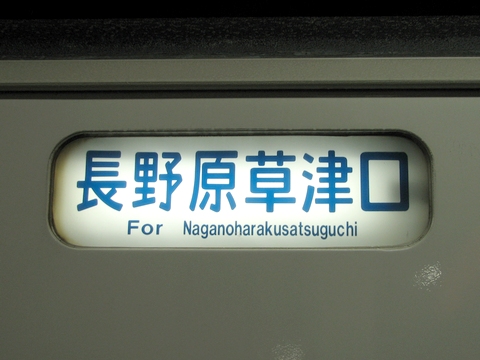 長野原草津口
For Naganoharakusatsuguchi